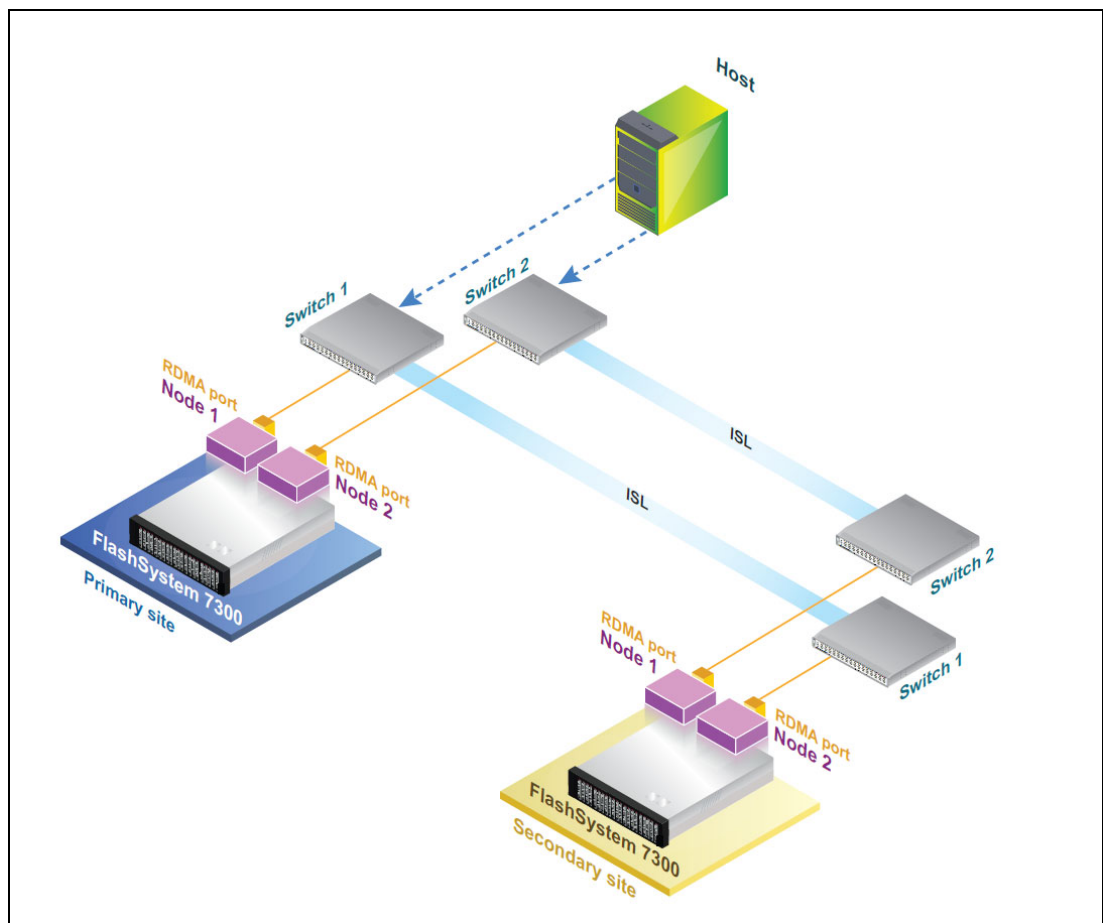 Host
Switch 1
Switch 2
RDMA port
Node 1
RDMA port
Node 2
ISL
ISL
FlashSystem 7300
Primary site
Switch 2
Switch 1
RDMA port
Node 1
RDMA port
Node 2
FlashSystem 7300
Secondary site